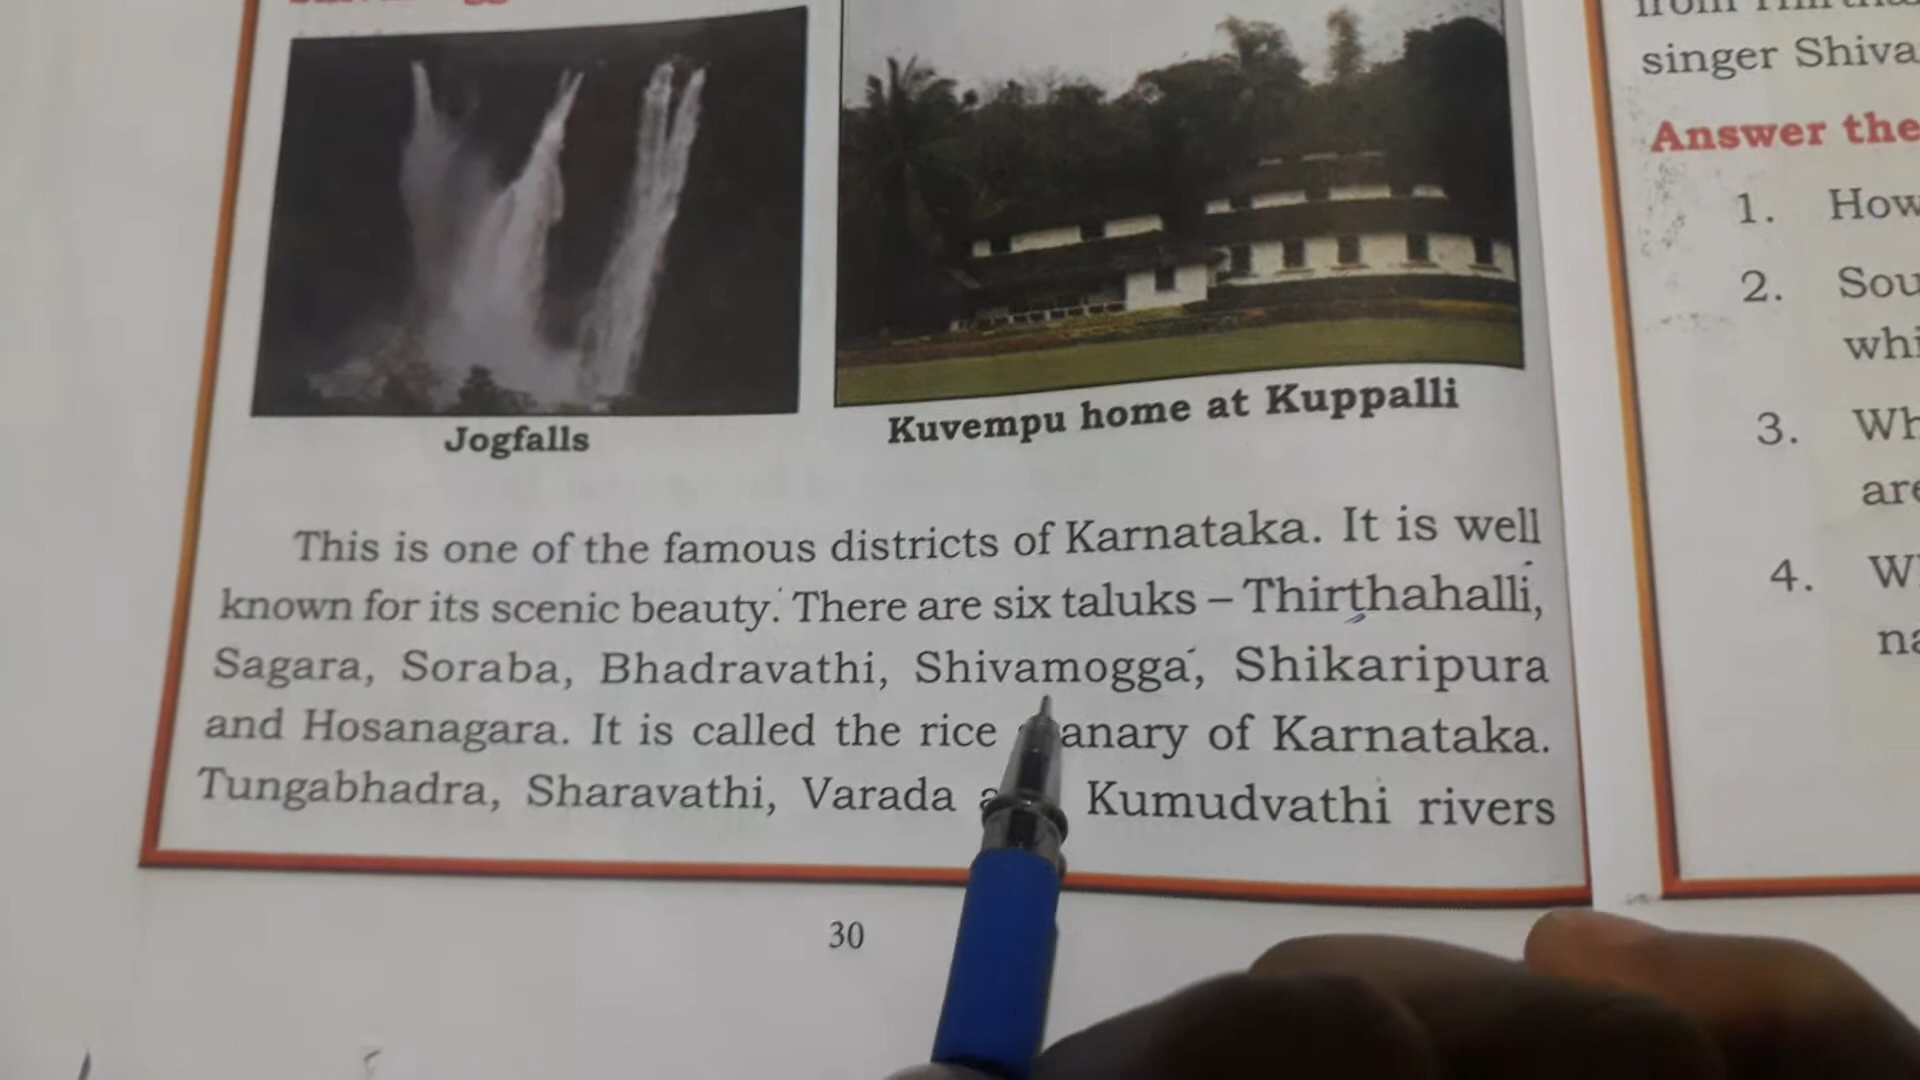 singer Shiva
Answer the
1. How
2. Sou
whi
3. Wh
are
4. W
na
Jogfalls
Kuvempu home at Kuppalli
This is one of the famous districts of Karnataka. It is well
known for its scenic beauty. There are six taluks – Thirthahalli,
Sagara, Soraba, Bhadravathi, Shivamogga, Shikaripura
and Hosanagara. It is called the rice anary of Karnataka.
Tungabhadra, Sharavathi, Varada a Kumudvathi rivers
30